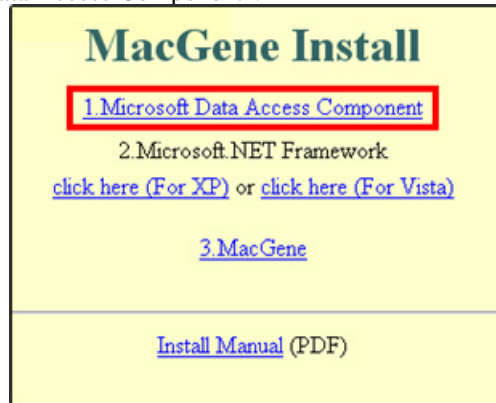 MacGene Install
1.Microsoft Data Access Component
2.Microsoft.NET Framework
click here (For XP) or click here (For Vista)
3.MacGene
Install Manual (PDF)